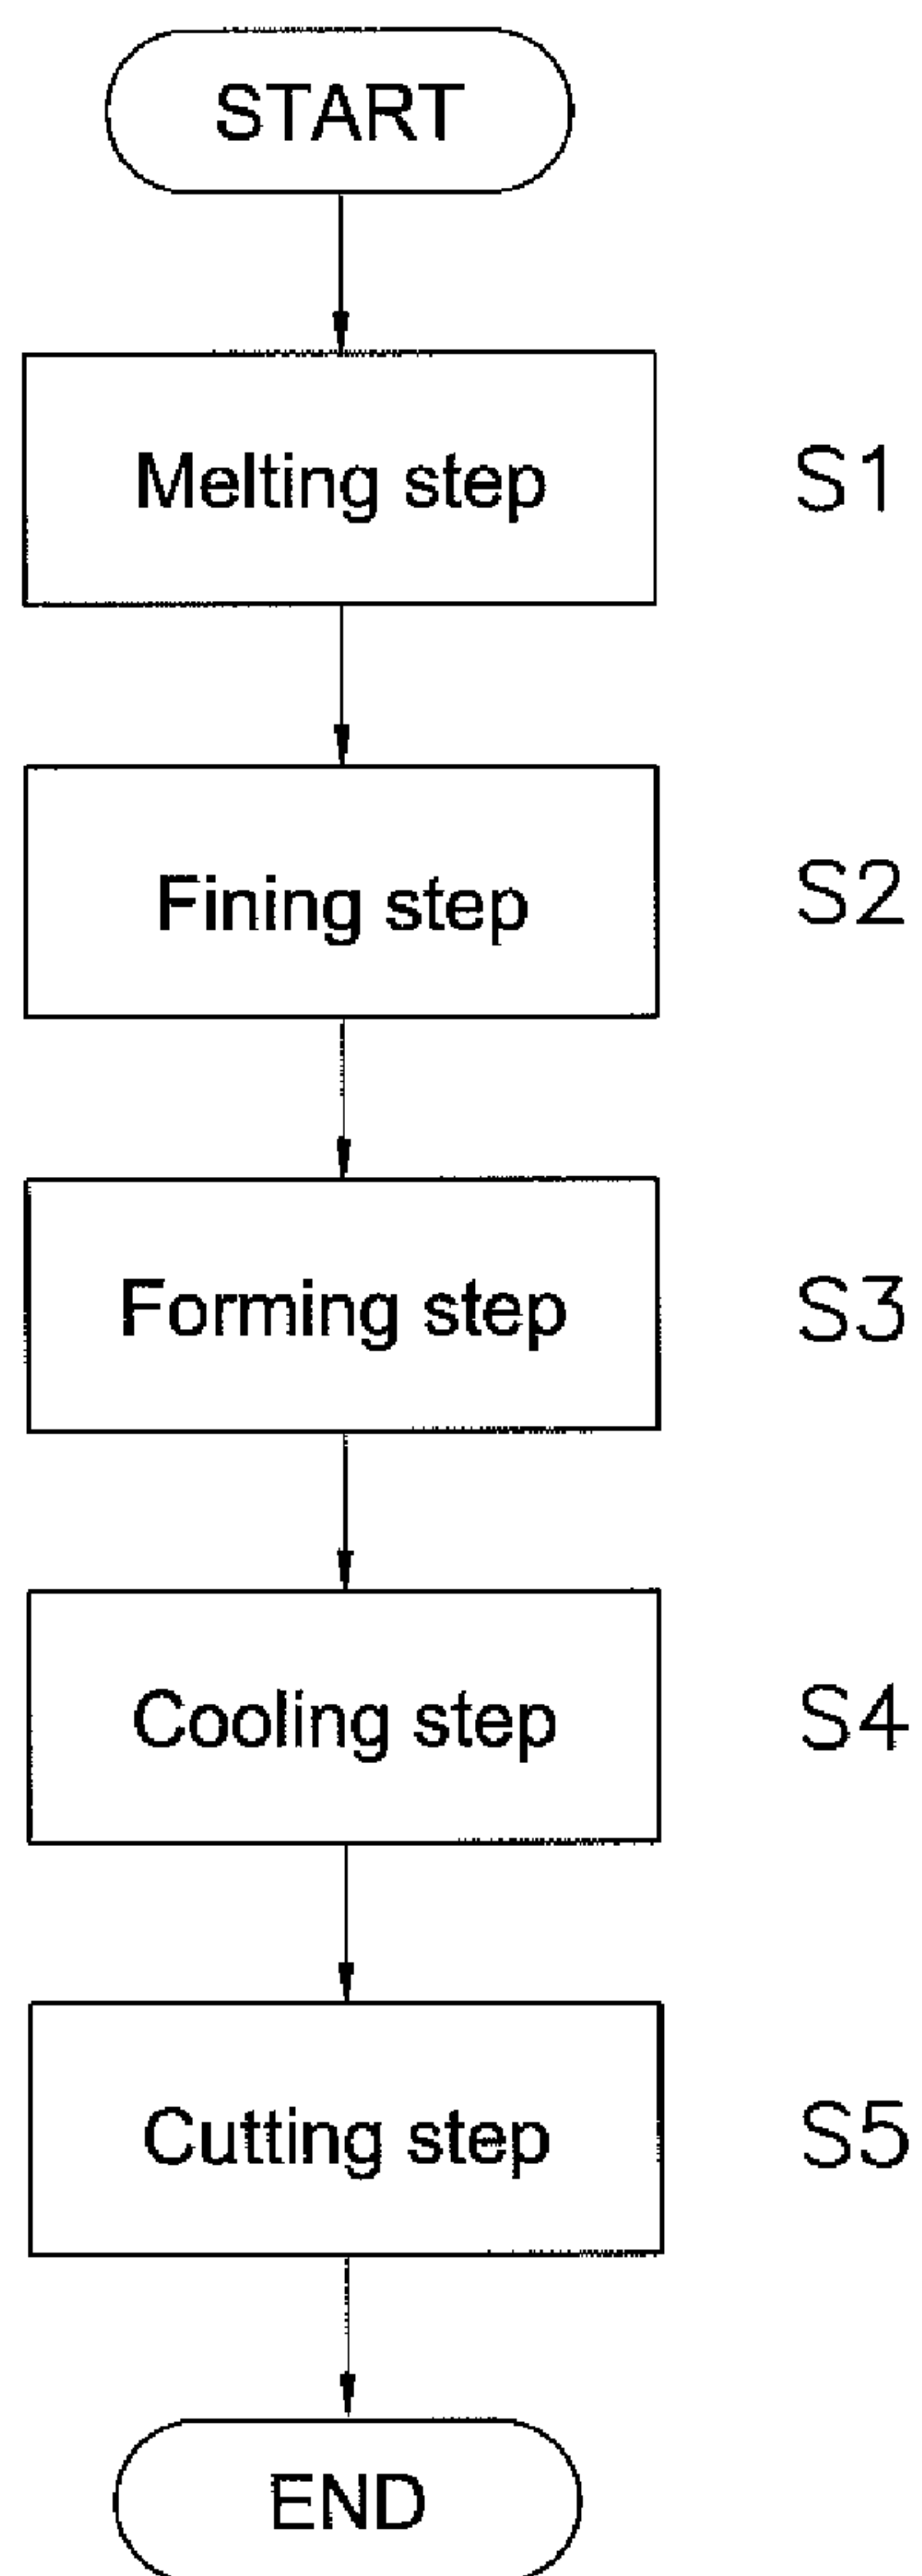 START
Melting step S1
Fining step S2
Forming step S3
Cooling step S4
Cutting step S5
END